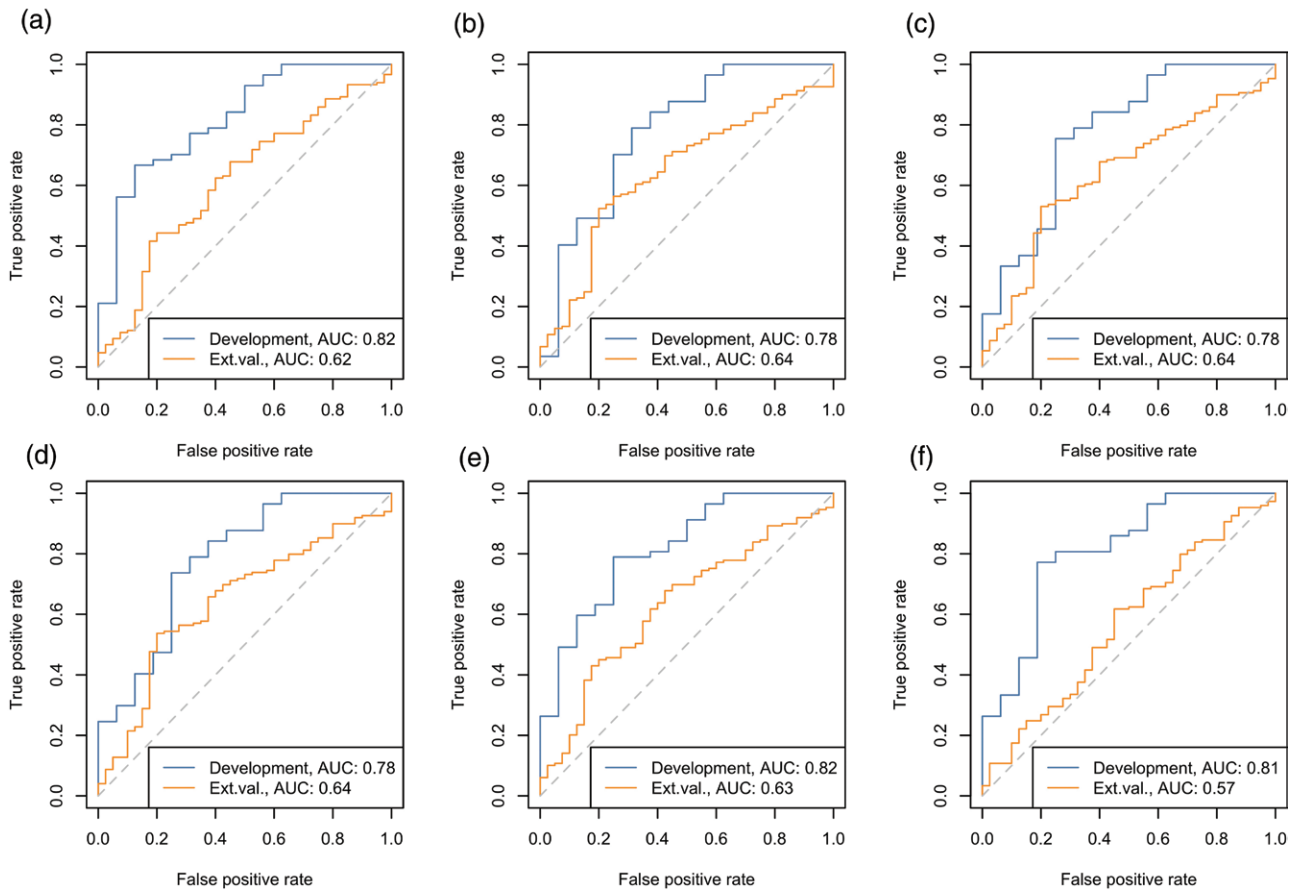 (a)
1.0
0.8
0.6
0.4
0.2
0.0
True positive rate
Development, AUC: 0.82
Ext.val., AUC: 0.62
0.0 0.2 0.4 0.6 0.8 1.0
False positive rate
(b)
1.0
0.8
0.6
0.4
0.2
0.0
True positive rate
Development, AUC: 0.78
Ext.val., AUC: 0.64
0.0 0.2 0.4 0.6 0.8 1.0
False positive rate
(c)
1.0
0.8
0.6
0.4
0.2
0.0
True positive rate
Development, AUC: 0.78
Ext.val., AUC: 0.64
0.0 0.2 0.4 0.6 0.8 1.0
False positive rate
(d)
1.0
0.8
0.6
0.4
0.2
0.0
True positive rate
Development, AUC: 0.78
Ext.val., AUC: 0.64
0.0 0.2 0.4 0.6 0.8 1.0
False positive rate
(e)
1.0
0.8
0.6
0.4
0.2
0.0
True positive rate
Development, AUC: 0.82
Ext.val., AUC: 0.63
0.0 0.2 0.4 0.6 0.8 1.0
False positive rate
(f)
1.0
0.8
0.6
0.4
0.2
0.0
True positive rate
Development, AUC: 0.81
Ext.val., AUC: 0.57
0.0 0.2 0.4 0.6 0.8 1.0
False positive rate